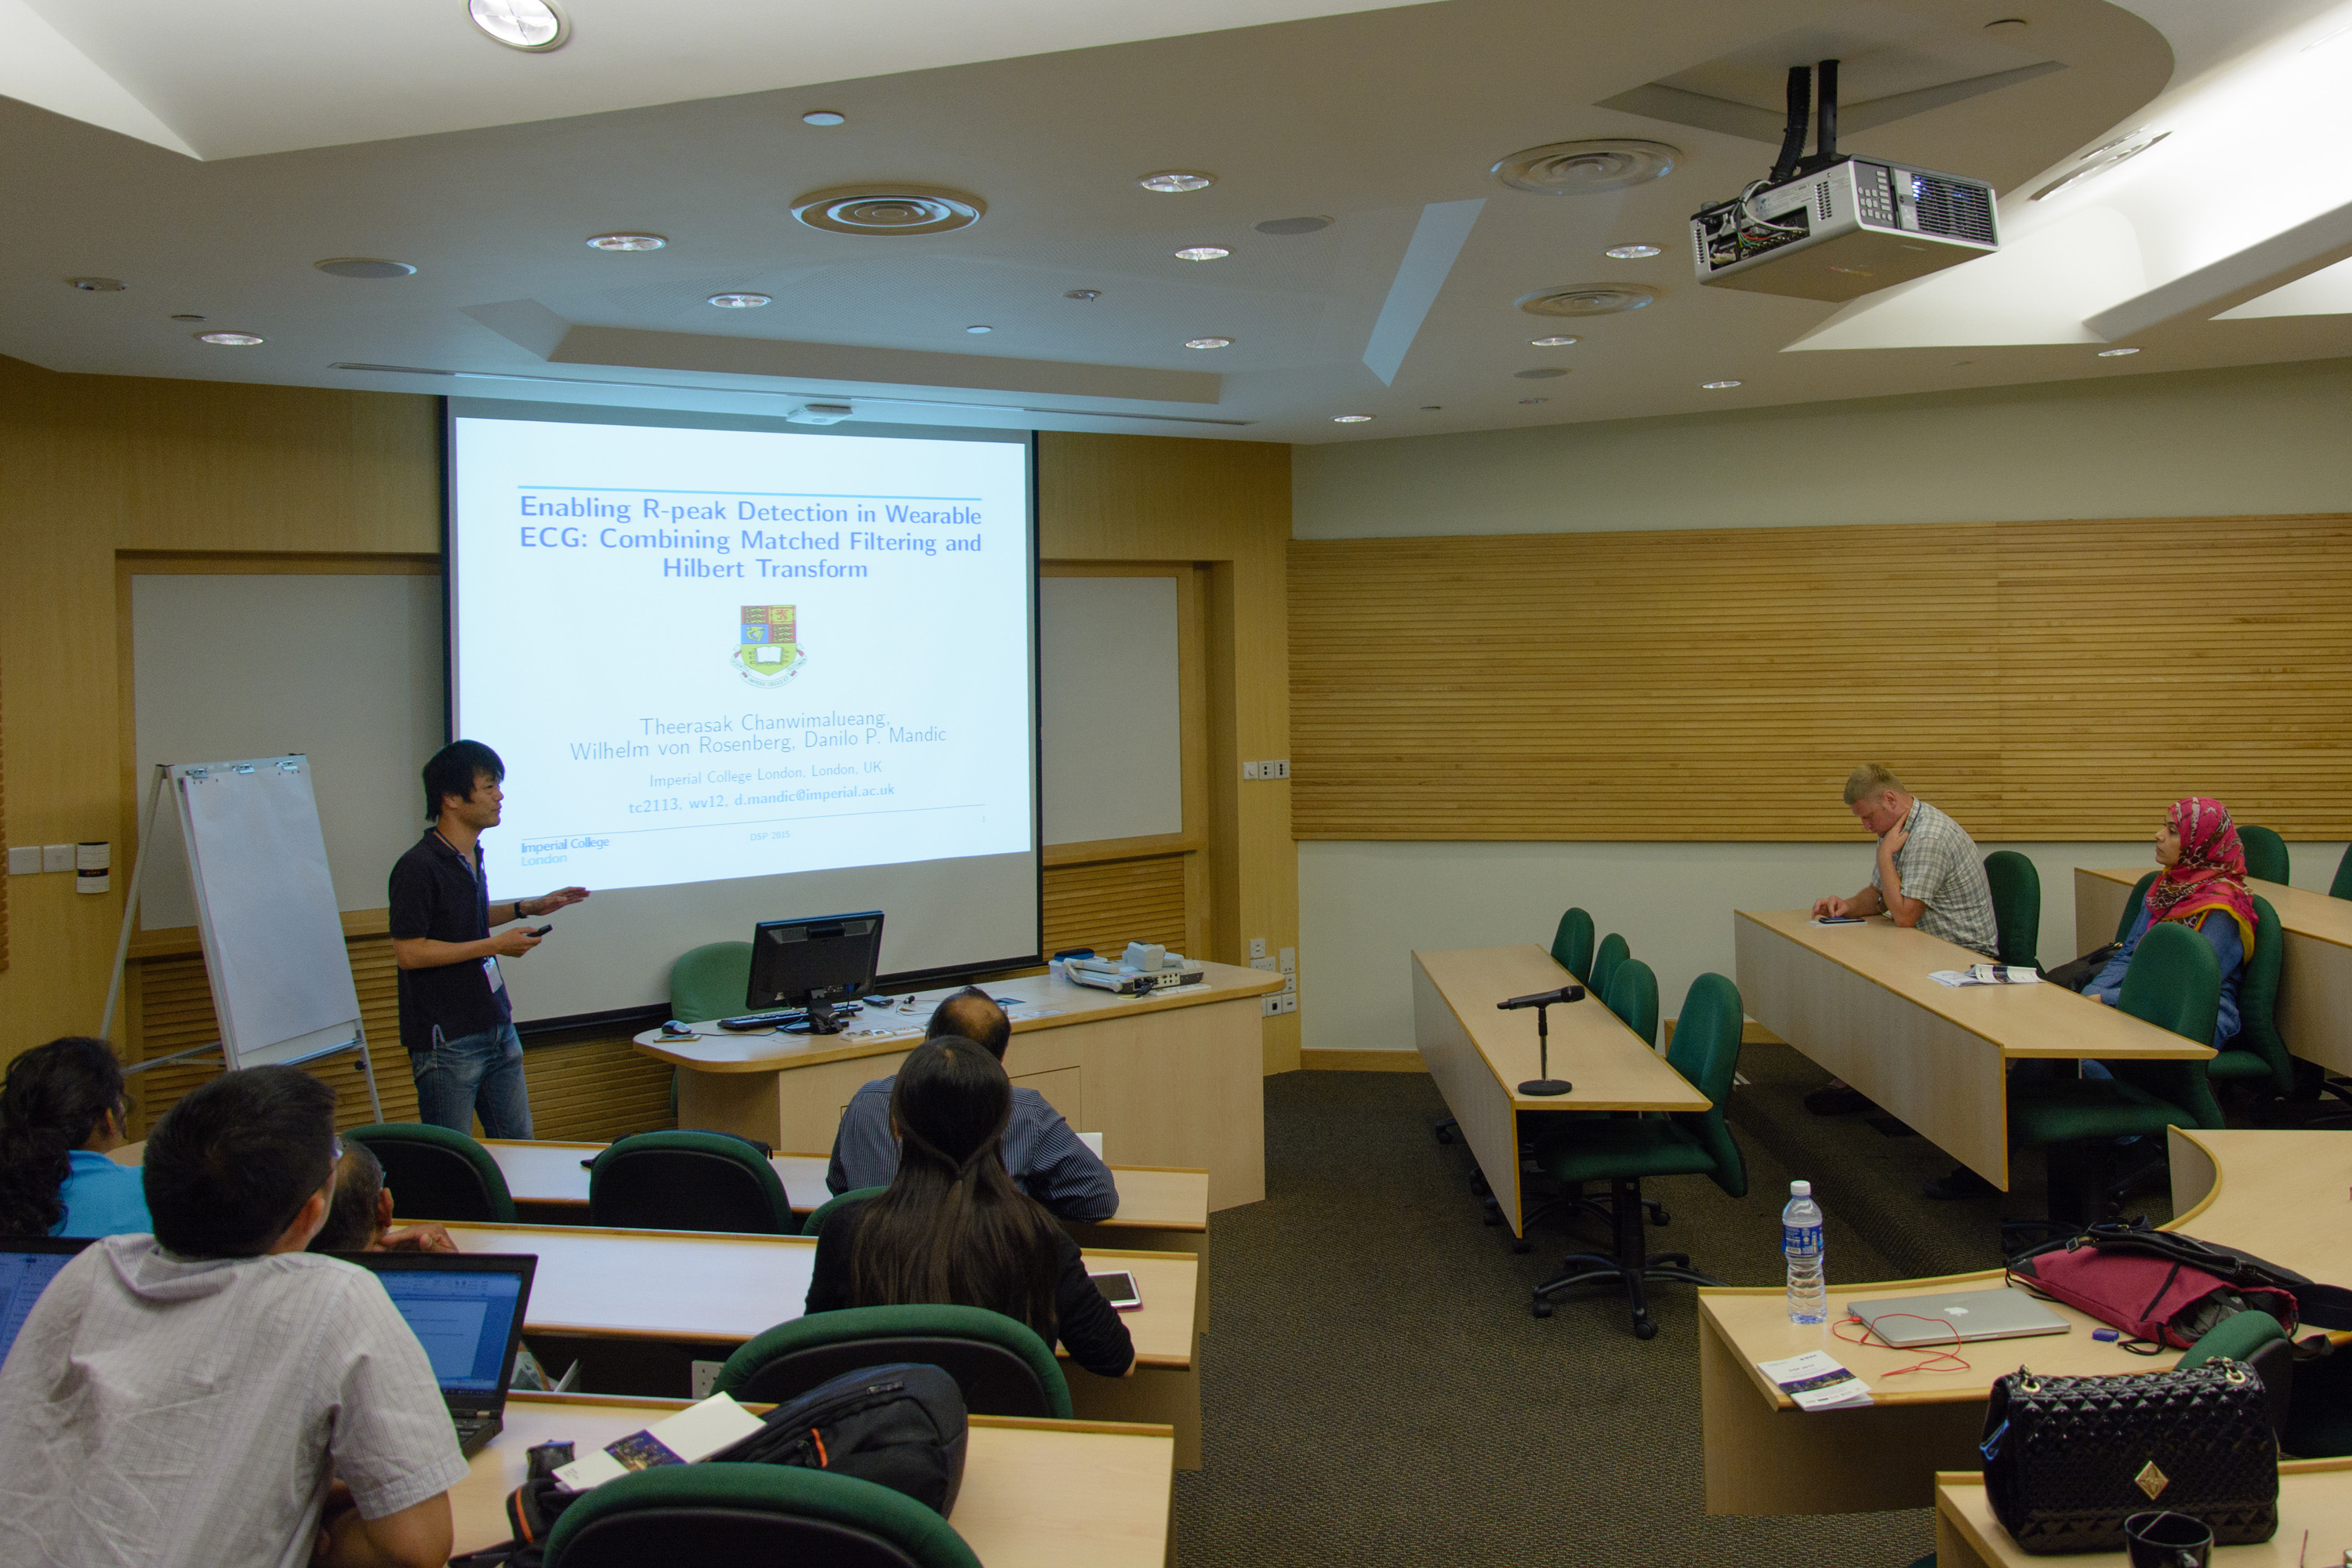 Enabling R-peak Detection in Wearable
ECG: Combining Matched Filtering and
Hilbert Transform
Theerasak Chanwimalueang,
Wilhelm von Rosenberg, Danilo P. Mandic
Imperial College London, London, UK
tc2113, wv12, d.mandic@imperial.ac.uk
Imperial College
London
DSP 2015
1